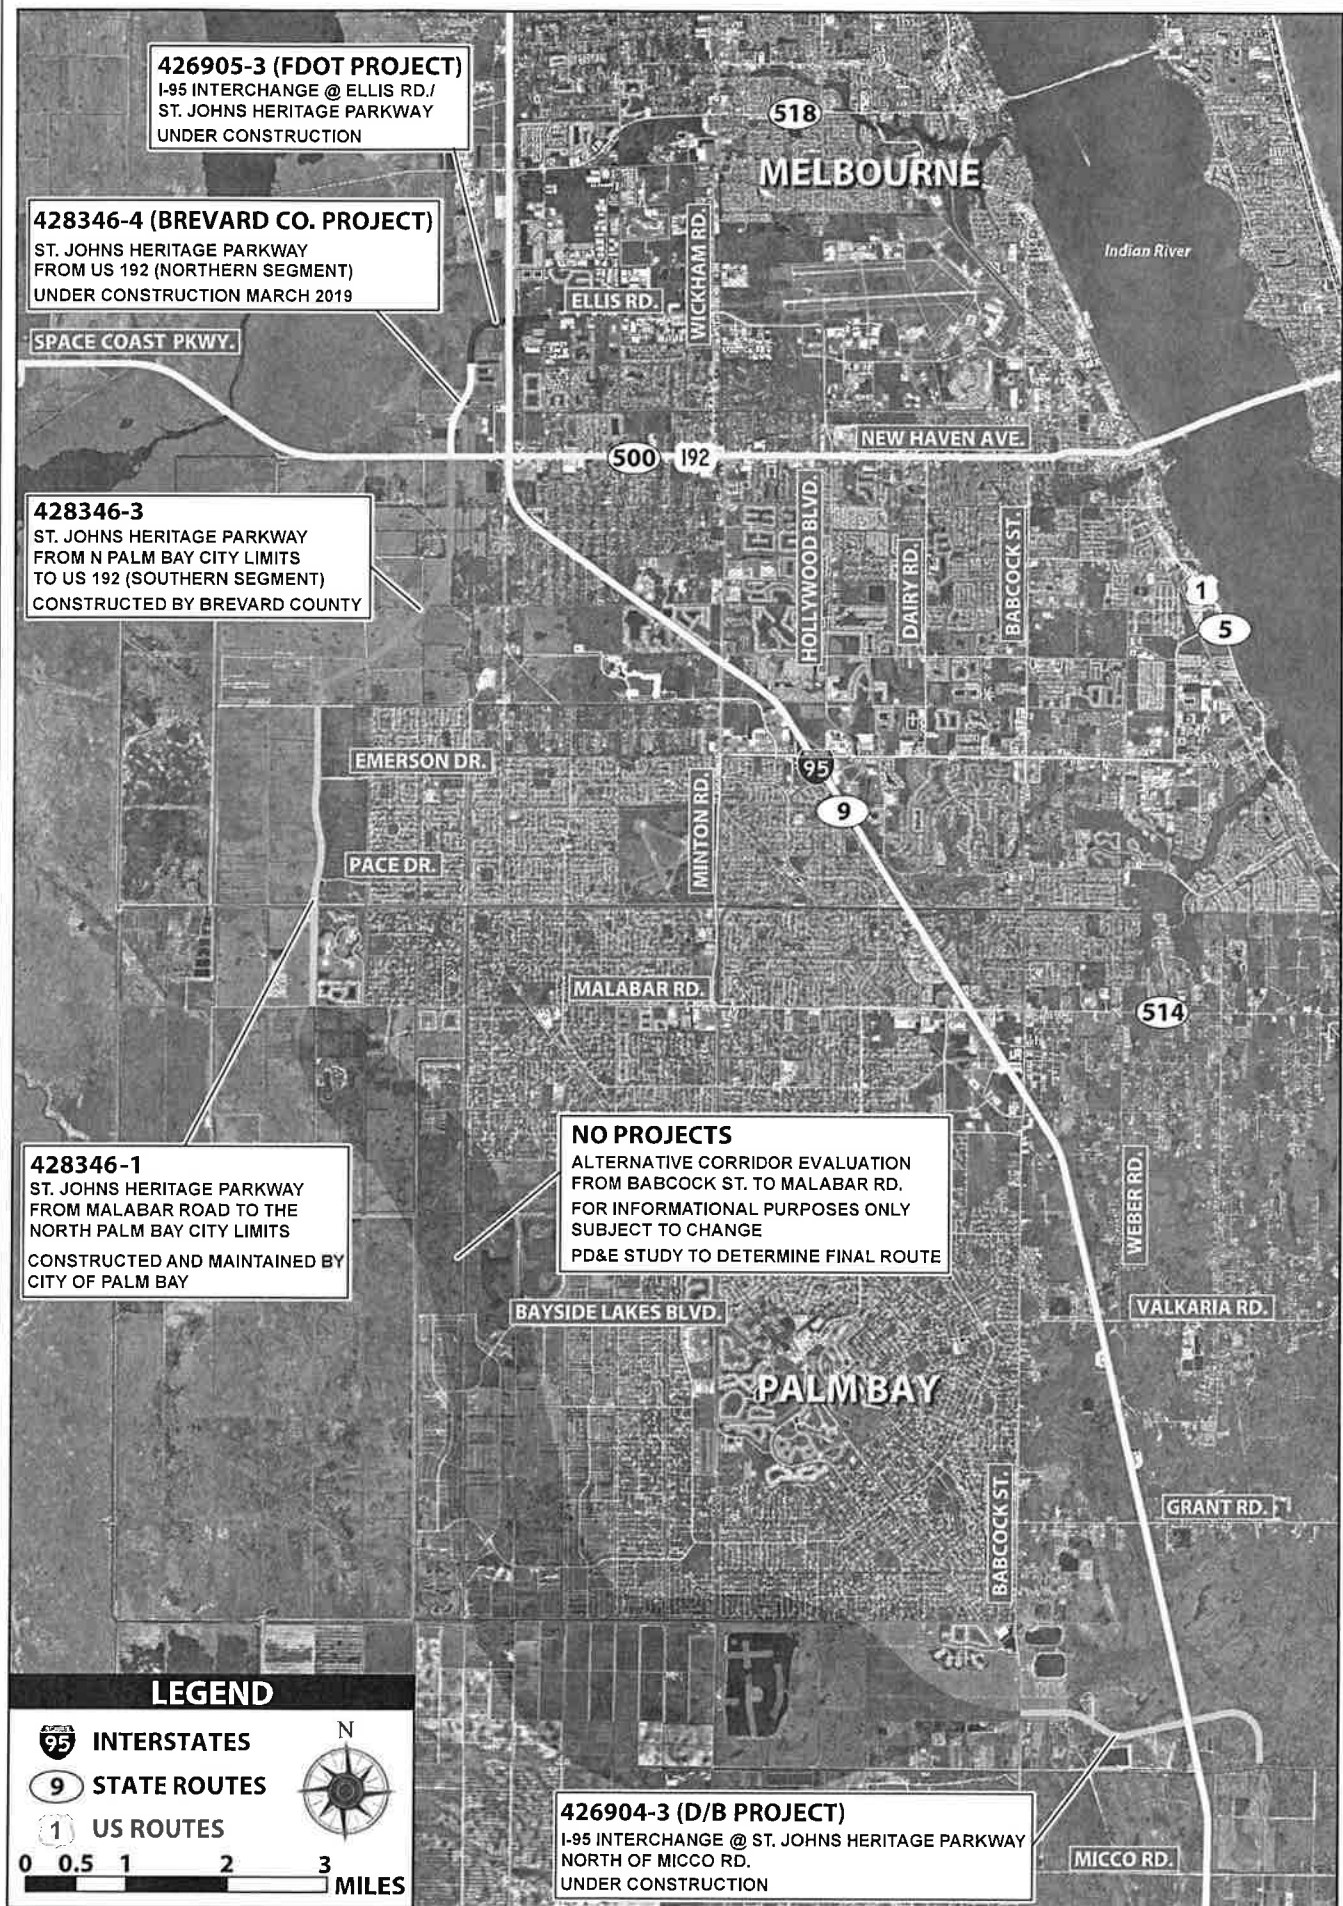 426905-3 (FDOT PROJECT)
I-95 INTERCHANGE @ ELLIS RD./
ST. JOHNS HERITAGE PARKWAY
UNDER CONSTRUCTION
518
MELBOURNE
428346-4 (BREVARD CO. PROJECT)
ST. JOHNS HERITAGE PARKWAY
FROM US 192 (NORTHERN SEGMENT)
UNDER CONSTRUCTION MARCH 2019
WICKHAM RD.
Indian River
ELLIS RD.
SPACE COAST PKWY.
NEW HAVEN AVE.
500
192
428346-3
ST. JOHNS HERITAGE PARKWAY
FROM N PALM BAY CITY LIMITS
TO US 192 (SOUTHERN SEGMENT)
CONSTRUCTED BY BREVARD COUNTY
HOLLYWOOD BLVD.
DAIRY RD.
BABCOCK ST.
1
5
EMERSON DR.
95
9
MINTON RD.
PACE DR.
MALABAR RD.
514
NO PROJECTS
ALTERNATIVE CORRIDOR EVALUATION
FROM BABCOCK ST. TO MALABAR RD.
FOR INFORMATIONAL PURPOSES ONLY
SUBJECT TO CHANGE
PD&E STUDY TO DETERMINE FINAL ROUTE
428346-1
ST. JOHNS HERITAGE PARKWAY
FROM MALABAR ROAD TO THE
NORTH PALM BAY CITY LIMITS
CONSTRUCTED AND MAINTAINED BY
CITY OF PALM BAY
WEBER RD.
BAYSIDE LAKES BLVD.
VALKARIA RD.
PALM BAY
BABCOCK ST.
GRANT RD.
LEGEND
95 INTERSTATES
N
9 STATE ROUTES
1 US ROUTES
0 0.5 1 2 3
MILES
426904-3 (D/B PROJECT)
I-95 INTERCHANGE @ ST. JOHNS HERITAGE PARKWAY
NORTH OF MICCO RD.
UNDER CONSTRUCTION
MICCO RD.